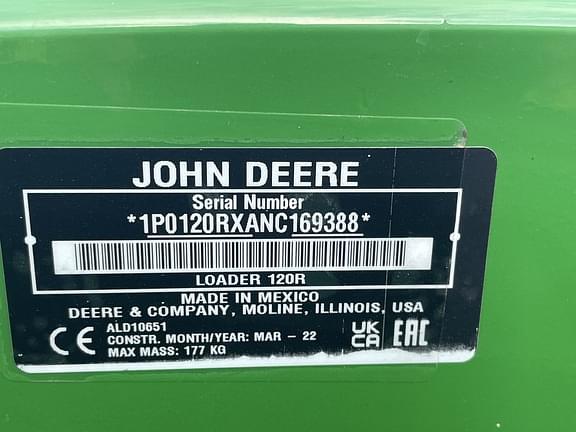 JOHN DEERE
Serial Number
*1P0120RXANC169388*
LOADER 120R
MADE IN MEXICO
DEERE & COMPANY, MOLINE, ILLINOIS, USA
CE ALD10651 UK CA EAC
CONSTR. MONTH/YEAR: MAR - 22
MAX MASS: 177 KG